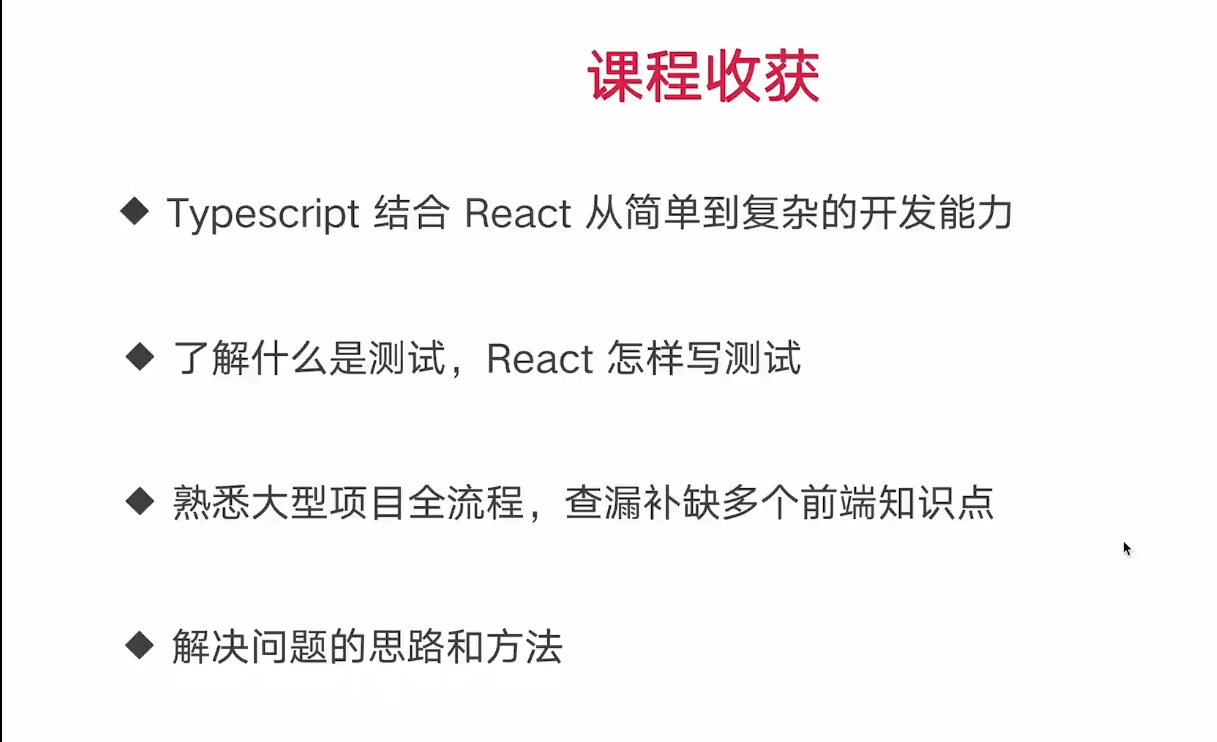 课程收获
◆ Typescript 结合 React 从简单到复杂的开发能力
◆ 了解什么是测试，React 怎样写测试
◆ 熟悉大型项目全流程，查漏补缺多个前端知识点
◆ 解决问题的思路和方法